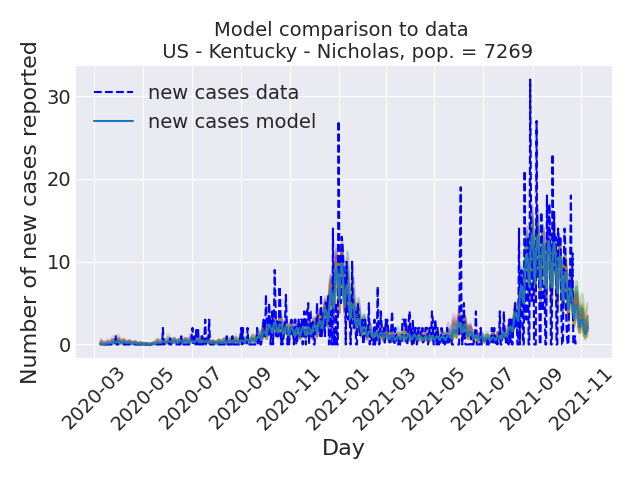 Model comparison to data
US - Kentucky - Nicholas, pop. = 7269
Number of new cases reported
30
20
10
0
new cases data
new cases model
2020-03
2020-05
2020-07
2020-09
2020-11
2021-01
2021-03
2021-05
2021-07
2021-09
2021-11
Day